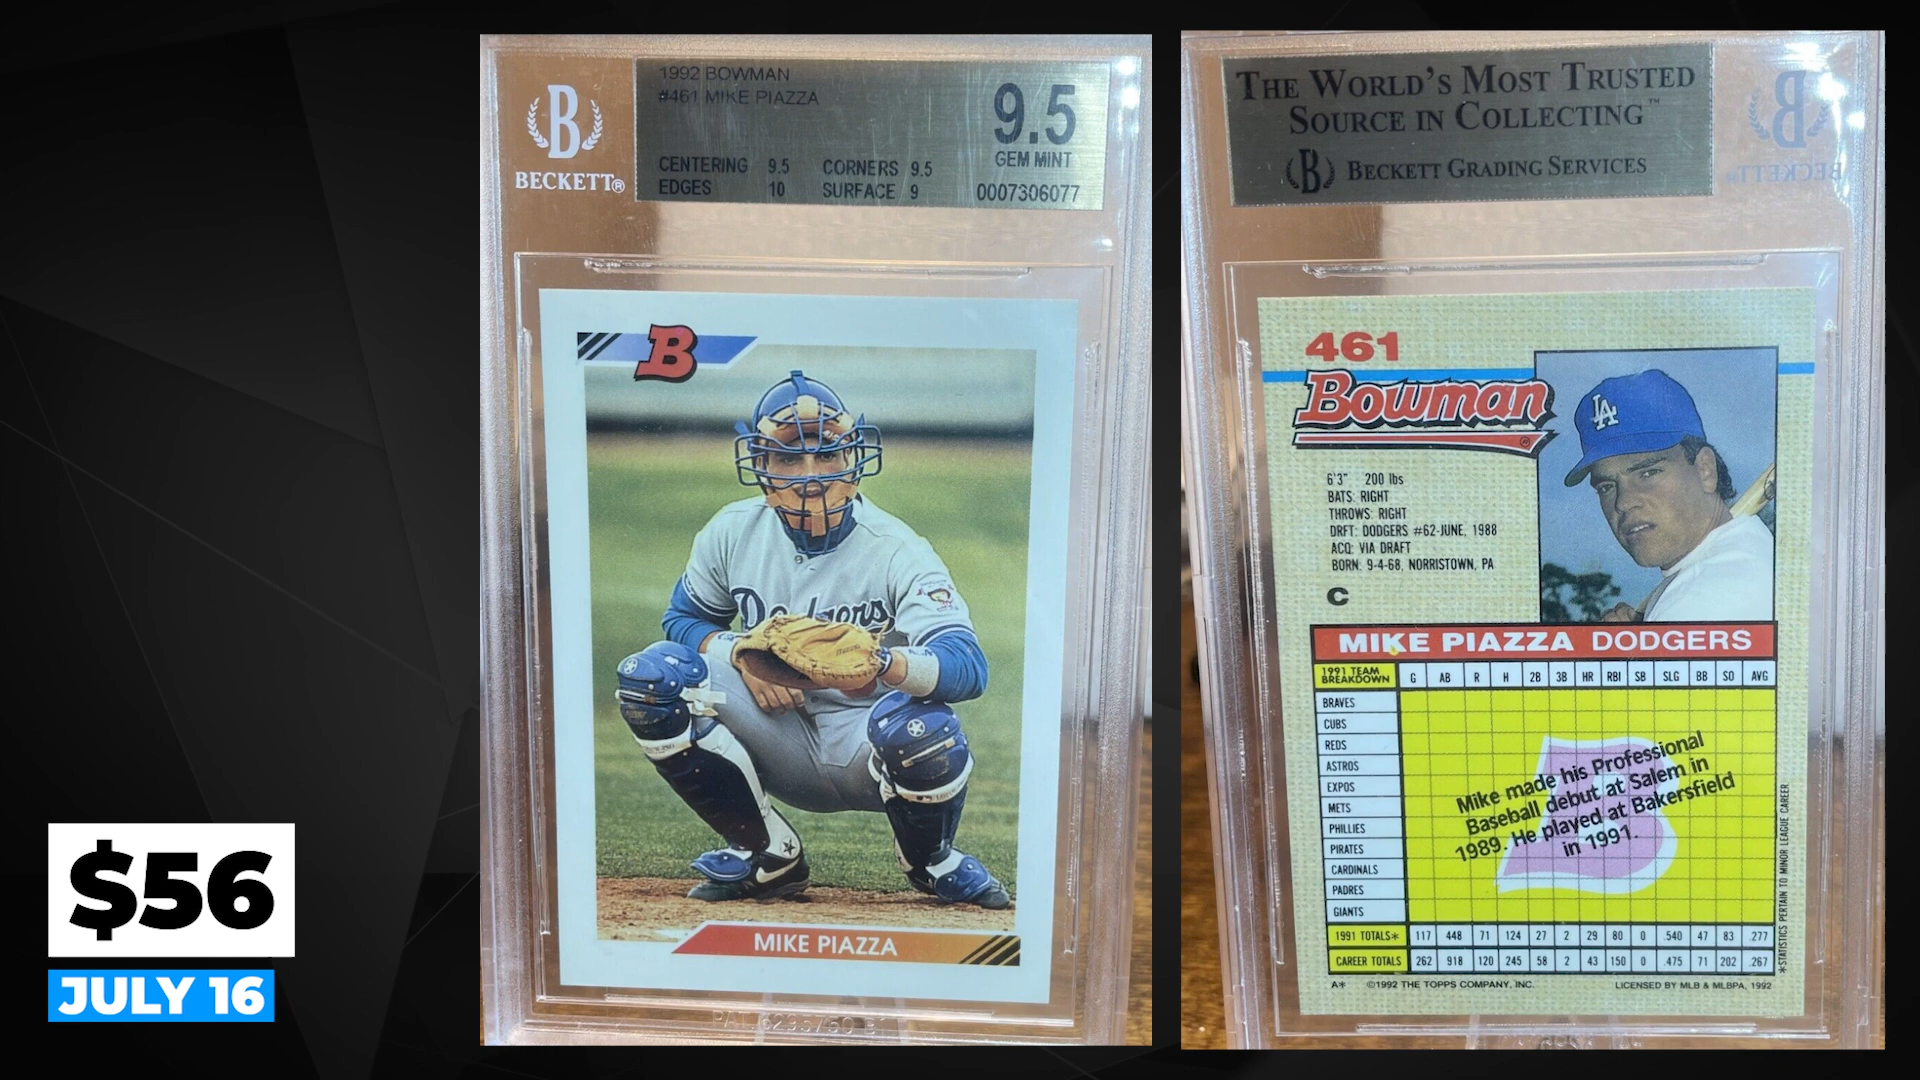 1992 BOWMAN
#461 MIKE PIAZZA
9.5
GEM MINT
CENTERING 9.5 CORNERS 9.5
EDGES 10 SURFACE 9
0007306077
B
BECKETT®
B
Dodgers
MIKE PIAZZA
THE WORLD'S MOST TRUSTED
SOURCE IN COLLECTING™
B BECKETT GRADING SERVICES
B
BECKETT
461
Bowman
LA
6'3" 200 lbs
BATS: RIGHT
THROWS: RIGHT
DRFT: DODGERS #62-JUNE, 1988
ACQ: VIA DRAFT
BORN: 9-4-68, NORRISTOWN, PA
C
MIKE PIAZZA DODGERS
1991 TEAM
BREAKDOWN
G AB R H 2B 3B HR RBI SB SLG BB SO AVG
BRAVES
CUBS
REDS
ASTROS
EXPOS
METS
PHILLIES
PIRATES
CARDINALS
PADRES
GIANTS
Mike made his Professional
Baseball debut at Salem in
1989. He played at Bakersfield
in 1991.
1991 TOTALS* 117 448 71 124 27 2 29 80 0 .540 47 83 .277
CAREER TOTALS 262 918 120 245 58 2 43 150 0 .475 71 202 .267
*STATISTICS PERTAIN TO MINOR LEAGUE CAREER
A* ©1992 THE TOPPS COMPANY, INC. LICENSED BY MLB & MLBPA, 1992
$56
JULY 16